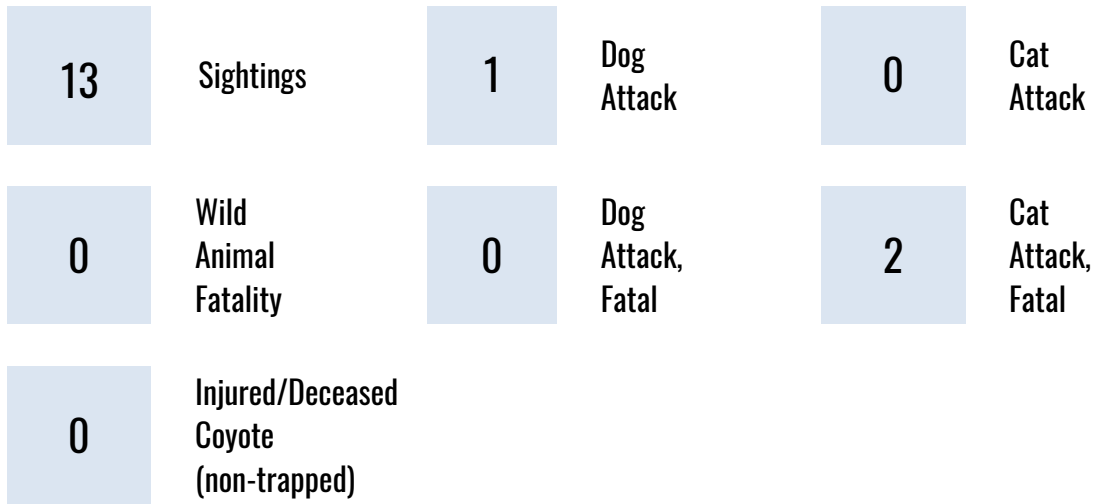 13
Sightings
1
Dog
Attack
0
Cat
Attack
0
Wild
Animal
Fatality
0
Dog
Attack,
Fatal
2
Cat
Attack,
Fatal
0
Injured/Deceased
Coyote
(non-trapped)